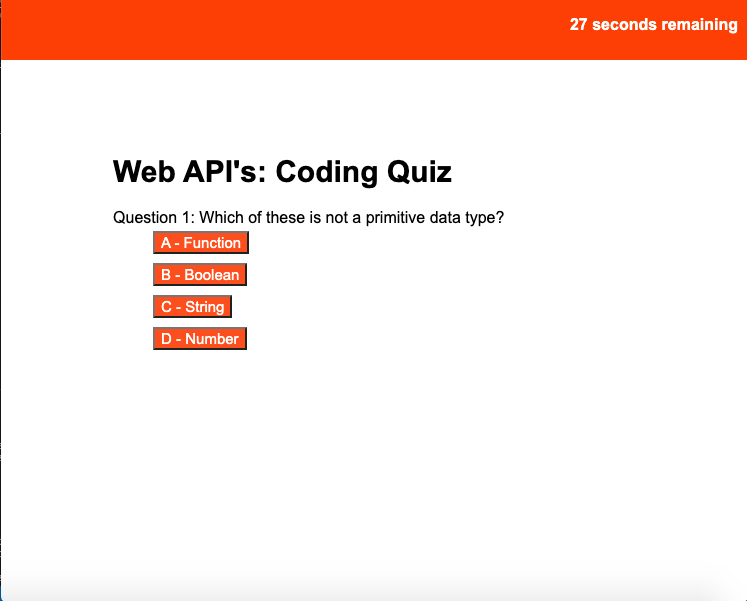 27 seconds remaining
Web API's: Coding Quiz
Question 1: Which of these is not a primitive data type?
A - Function
B - Boolean
C - String
D - Number